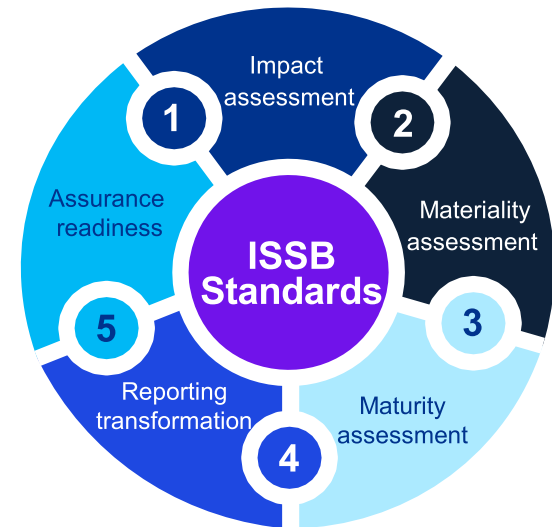 1
Impact
assessment
2
Materiality
assessment
3
Maturity
assessment
4
Reporting
transformation
5
Assurance
readiness
ISSB
Standards